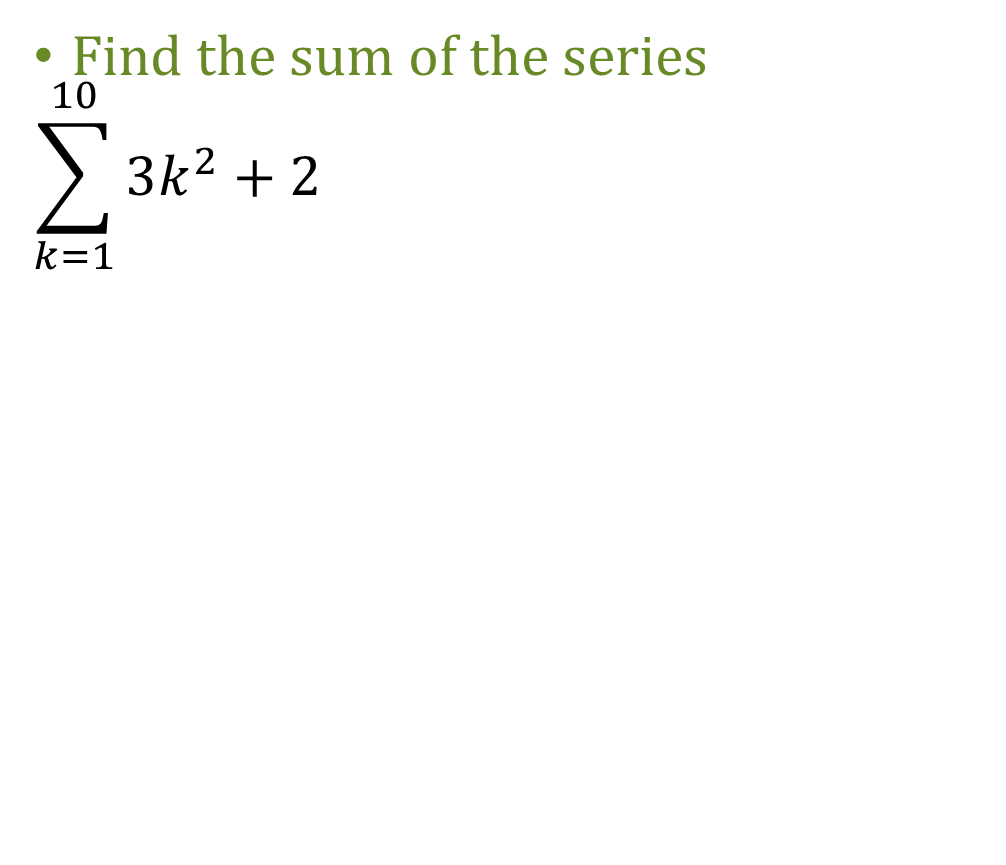 • Find the sum of the series
10
∑ 3k² + 2
k=1